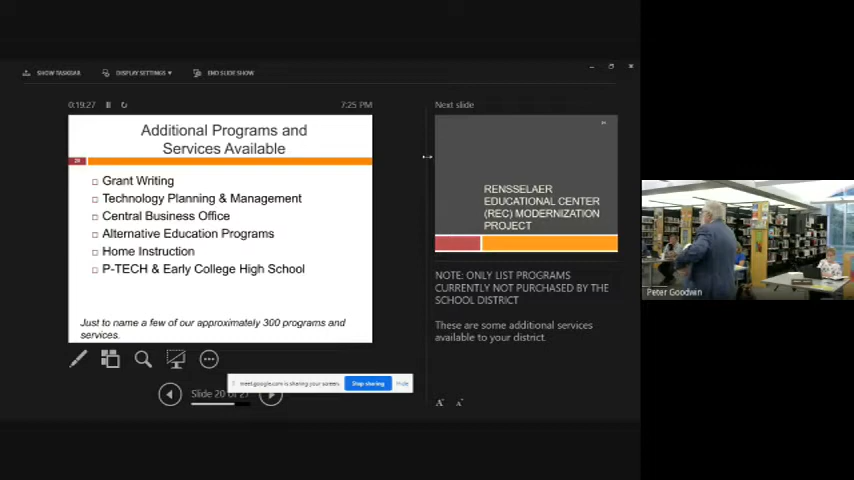 SHOW TASKBAR
DISPLAY SETTINGS ▾
END SLIDE SHOW
0:19:27
7:25 PM
Next slide
Additional Programs and
Services Available
20
Grant Writing
Technology Planning & Management
Central Business Office
Alternative Education Programs
Home Instruction
P-TECH & Early College High School
Just to name a few of our approximately 300 programs and
services.
RENSSELAER
EDUCATIONAL CENTER
(REC) MODERNIZATION
PROJECT
NOTE: ONLY LIST PROGRAMS
CURRENTLY NOT PURCHASED BY THE
SCHOOL DISTRICT
These are some additional services
available to your district.
meet.google.com is sharing your screen.
Stop sharing
Hide
Slide 20 of 27
A A
Peter Goodwin